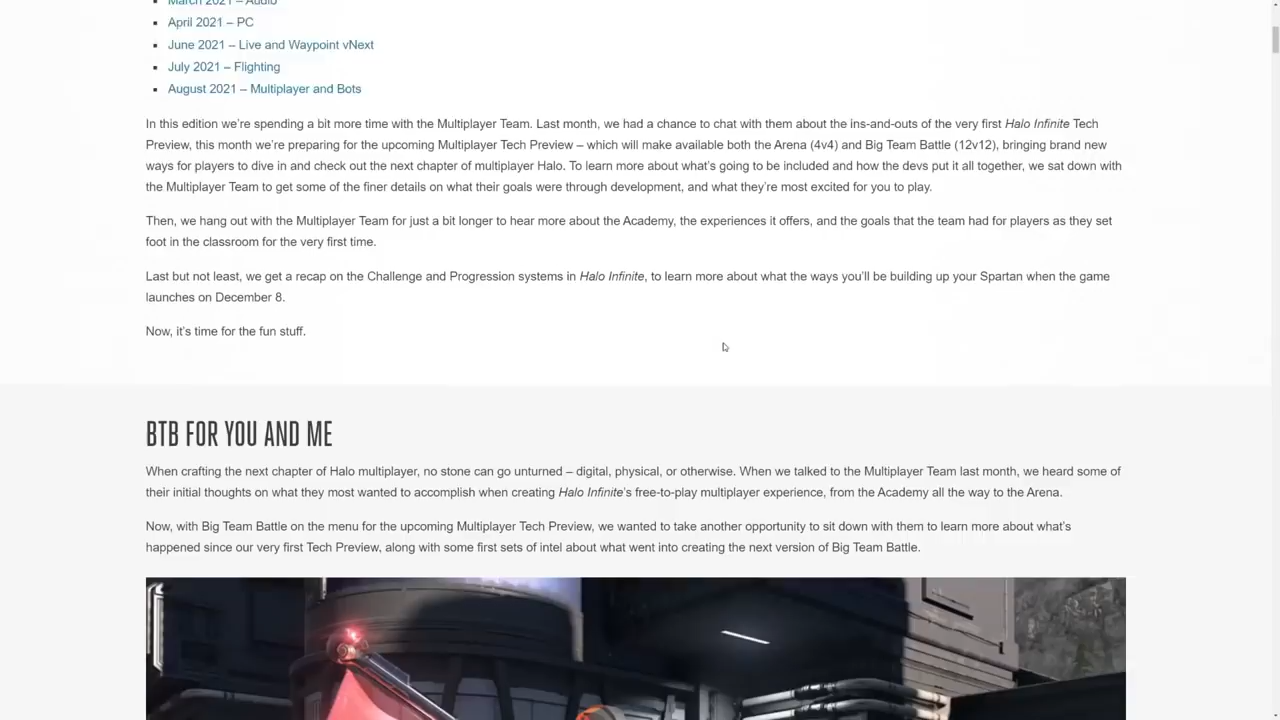 March 2021 – Audio
April 2021 – PC
June 2021 – Live and Waypoint vNext
July 2021 – Flighting
August 2021 – Multiplayer and Bots
In this edition we're spending a bit more time with the Multiplayer Team. Last month, we had a chance to chat with them about the ins-and-outs of the very first Halo Infinite Tech
Preview, this month we're preparing for the upcoming Multiplayer Tech Preview – which will make available both the Arena (4v4) and Big Team Battle (12v12), bringing brand new
ways for players to dive in and check out the next chapter of multiplayer Halo. To learn more about what's going to be included and how the devs put it all together, we sat down with
the Multiplayer Team to get some of the finer details on what their goals were through development, and what they're most excited for you to play.
Then, we hang out with the Multiplayer Team for just a bit longer to hear more about the Academy, the experiences it offers, and the goals that the team had for players as they set
foot in the classroom for the very first time.
Last but not least, we get a recap on the Challenge and Progression systems in Halo Infinite, to learn more about what the ways you'll be building up your Spartan when the game
launches on December 8.
Now, it's time for the fun stuff.
BTB FOR YOU AND ME
When crafting the next chapter of Halo multiplayer, no stone can go unturned – digital, physical, or otherwise. When we talked to the Multiplayer Team last month, we heard some of
their initial thoughts on what they most wanted to accomplish when creating Halo Infinite's free-to-play multiplayer experience, from the Academy all the way to the Arena.
Now, with Big Team Battle on the menu for the upcoming Multiplayer Tech Preview, we wanted to take another opportunity to sit down with them to learn more about what's
happened since our very first Tech Preview, along with some first sets of intel about what went into creating the next version of Big Team Battle.